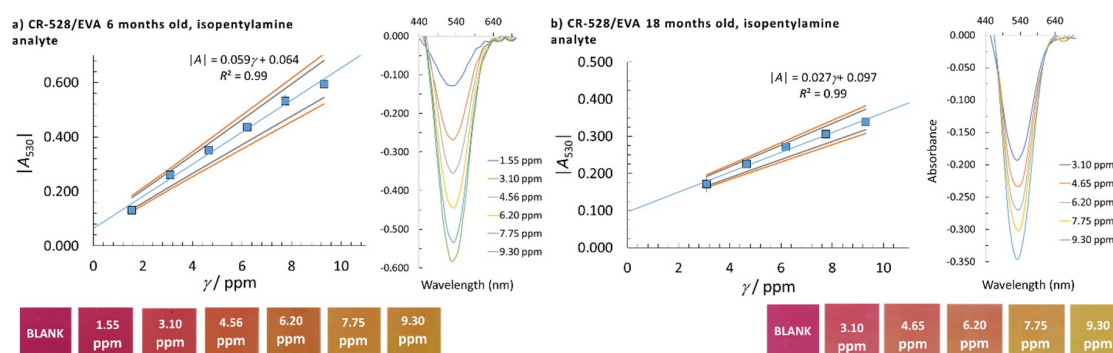 a) CR-528/EVA 6 months old, isopentylamine
analyte
|A| = 0.059γ + 0.064
R² = 0.99
0.600
0.400
0.200
0.000
|A530|
0 2 4 6 8 10
γ/ ppm
440 540 640
0.000
-0.100
-0.200
-0.300
-0.400
-0.500
-0.600
1.55 ppm
3.10 ppm
4.56 ppm
6.20 ppm
7.75 ppm
9.30 ppm
Wavelength (nm)
BLANK
1.55
ppm
3.10
ppm
4.56
ppm
6.20
ppm
7.75
ppm
9.30
ppm
b) CR-528/EVA 18 months old, isopentylamine
analyte
|A| = 0.027γ+ 0.097
R² = 0.99
0.500
0.400
0.300
0.200
0.100
0.000
|A530|
0 2 4 6 8 10
γ/ ppm
440 540 640
0.000
-0.050
-0.100
-0.150
-0.200
-0.250
-0.300
-0.350
Absorbance
3.10 ppm
4.65 ppm
6.20 ppm
7.75 ppm
9.30 ppm
Wavelength (nm)
BLANK
3.10
ppm
4.65
ppm
6.20
ppm
7.75
ppm
9.30
ppm